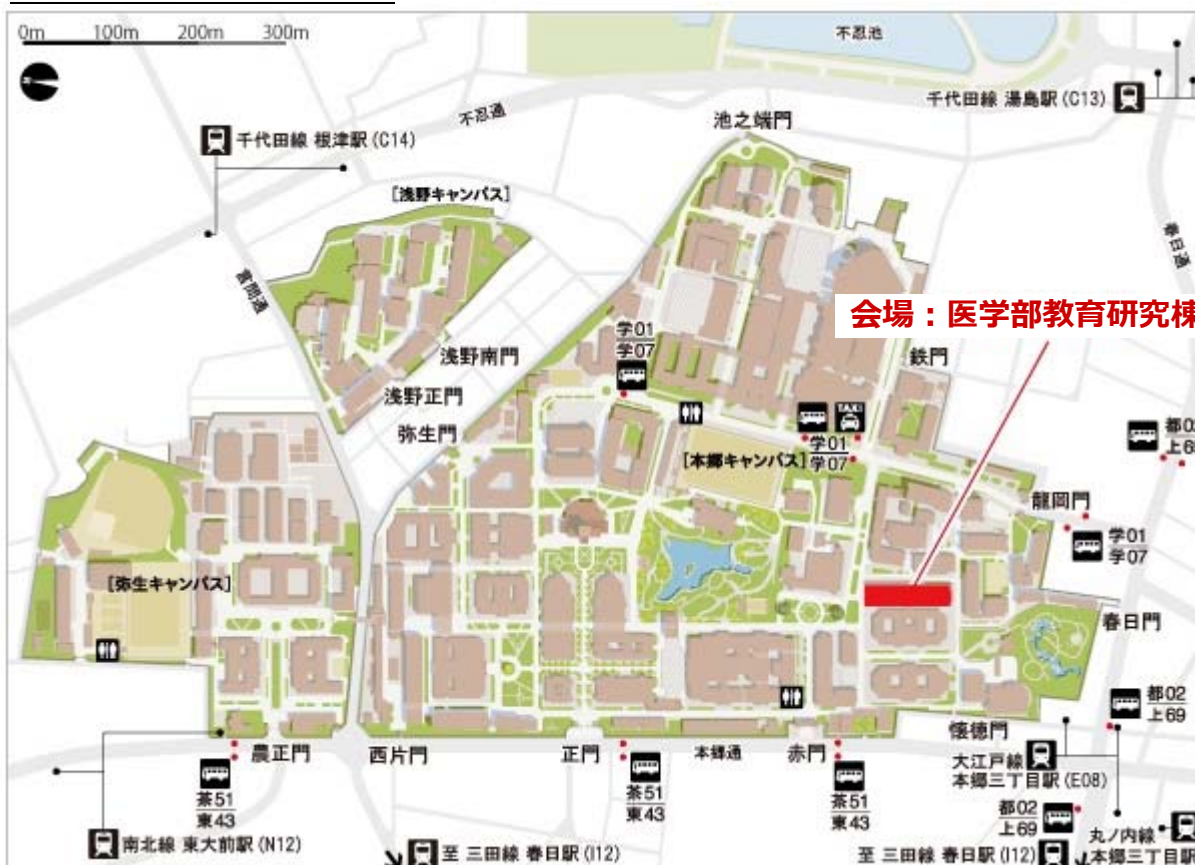 0m 100m 200m 300m
不忍池
千代田線 湯島駅 (C13)
不忍通
池之端門
千代田線 根津駅 (C14)
[浅野キャンパス]
春日通
言問通
会場：医学部教育研究棟
学01
学07
浅野南門
鉄門
浅野正門
弥生門
TAXI
都02
上69
[本郷キャンパス]
学01
学07
龍岡門
学01
学07
[弥生キャンパス]
春日門
都02
上69
懐徳門
農正門
西片門
正門
本郷通
赤門
大江戸線
本郷三丁目駅 (E08)
茶51
東43
茶51
東43
茶51
東43
都02
上69
丸ノ内線
本郷三丁目駅
南北線 東大前駅 (N12)
至 三田線 春日駅 (I12)
至 三田線 春日駅 (I12)